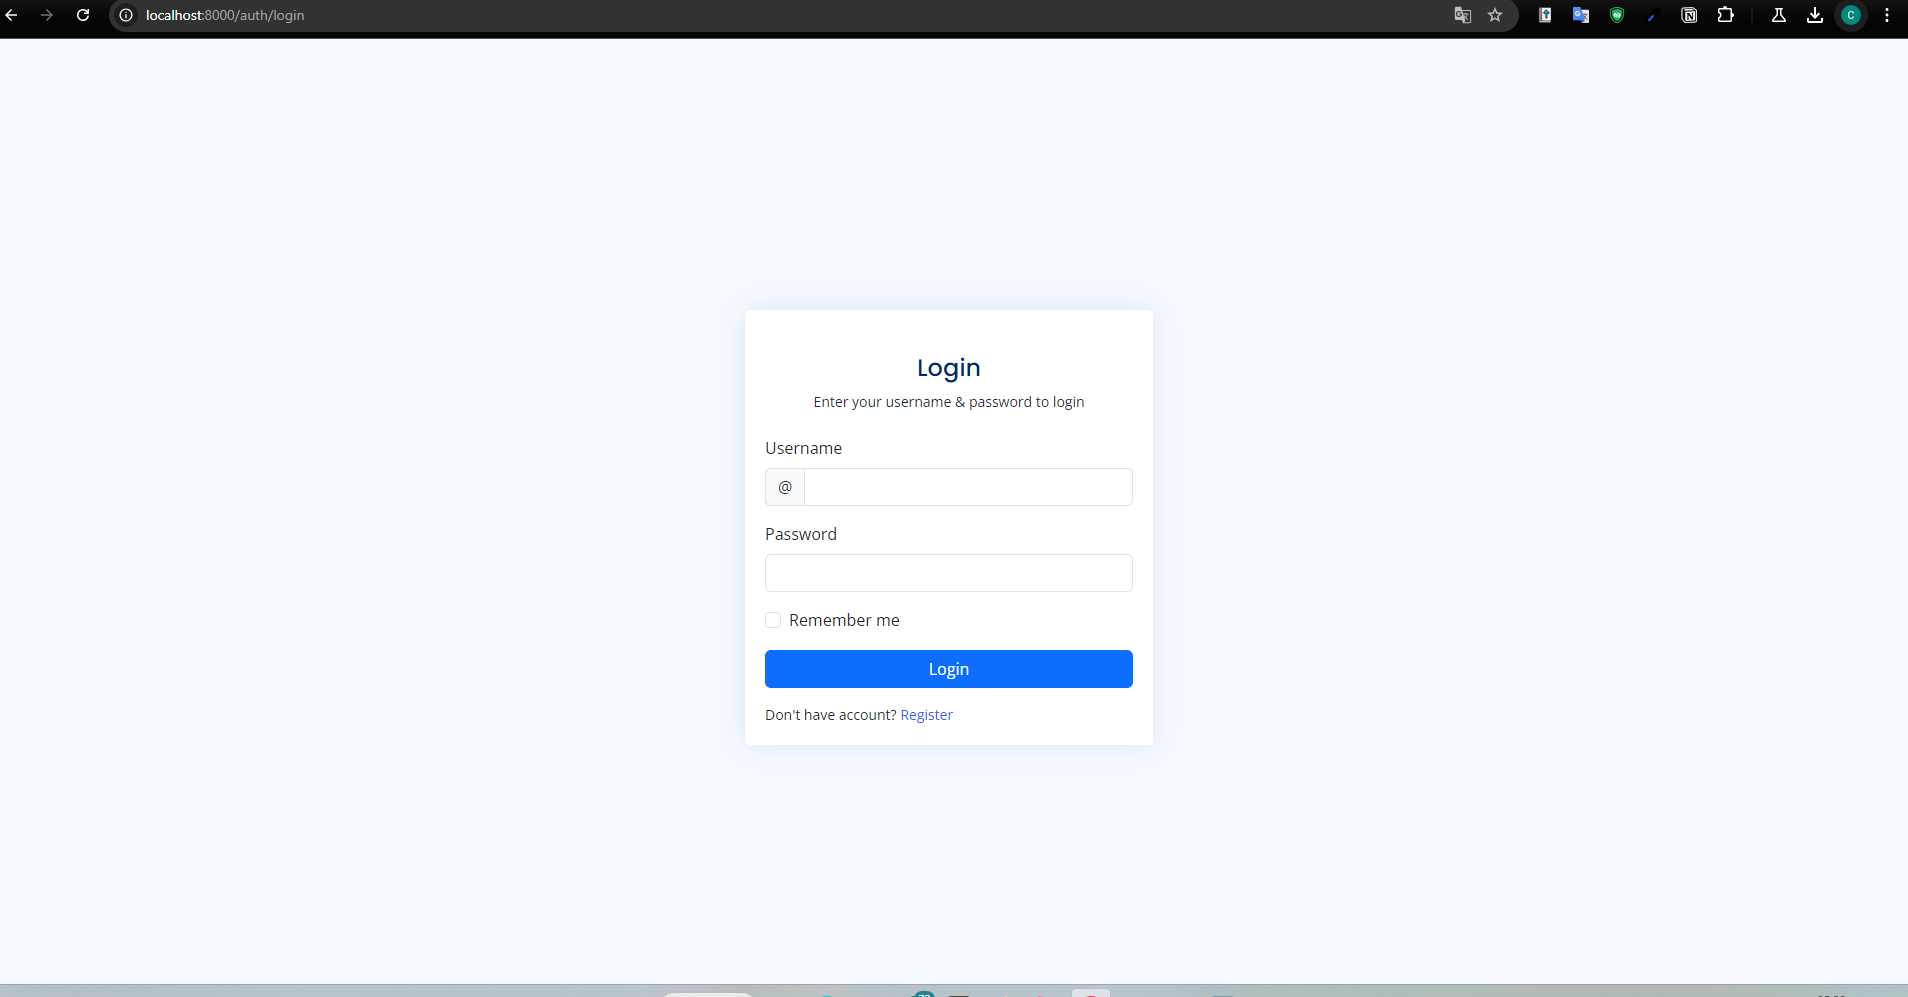 localhost:8000/auth/login
C
Login
Enter your username & password to login
Username
@
Password
Remember me
Login
Don't have account? Register